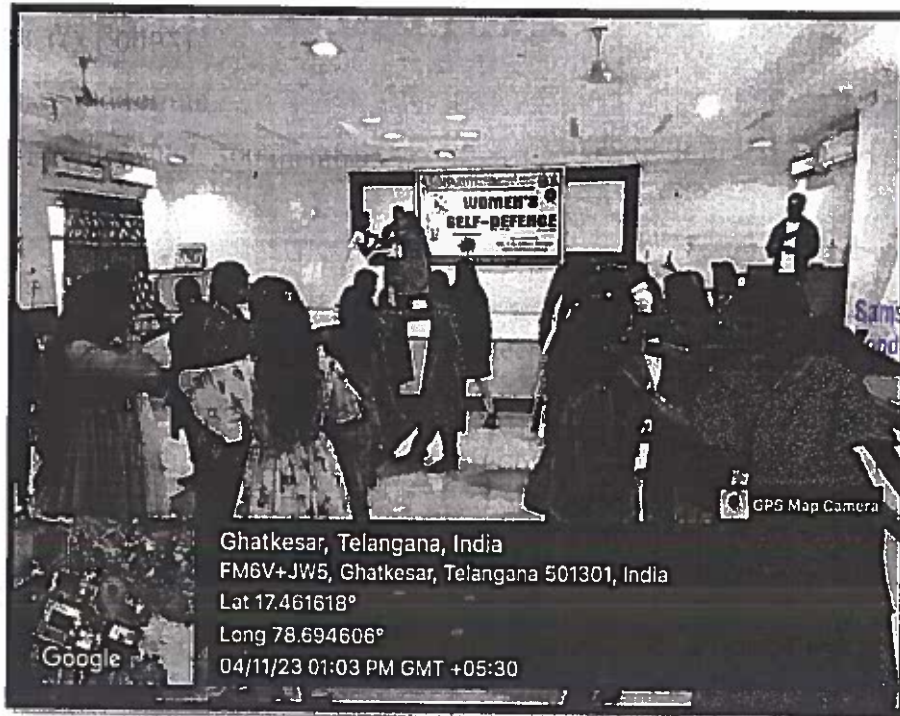 WOMEN'S
SELF-DEFENCE
Sams
GPS Map Camera
Ghatkesar, Telangana, India
FM6V+JW5, Ghatkesar, Telangana 501301, India
Lat 17.461618°
Long 78.694606°
04/11/23 01:03 PM GMT +05:30
Google